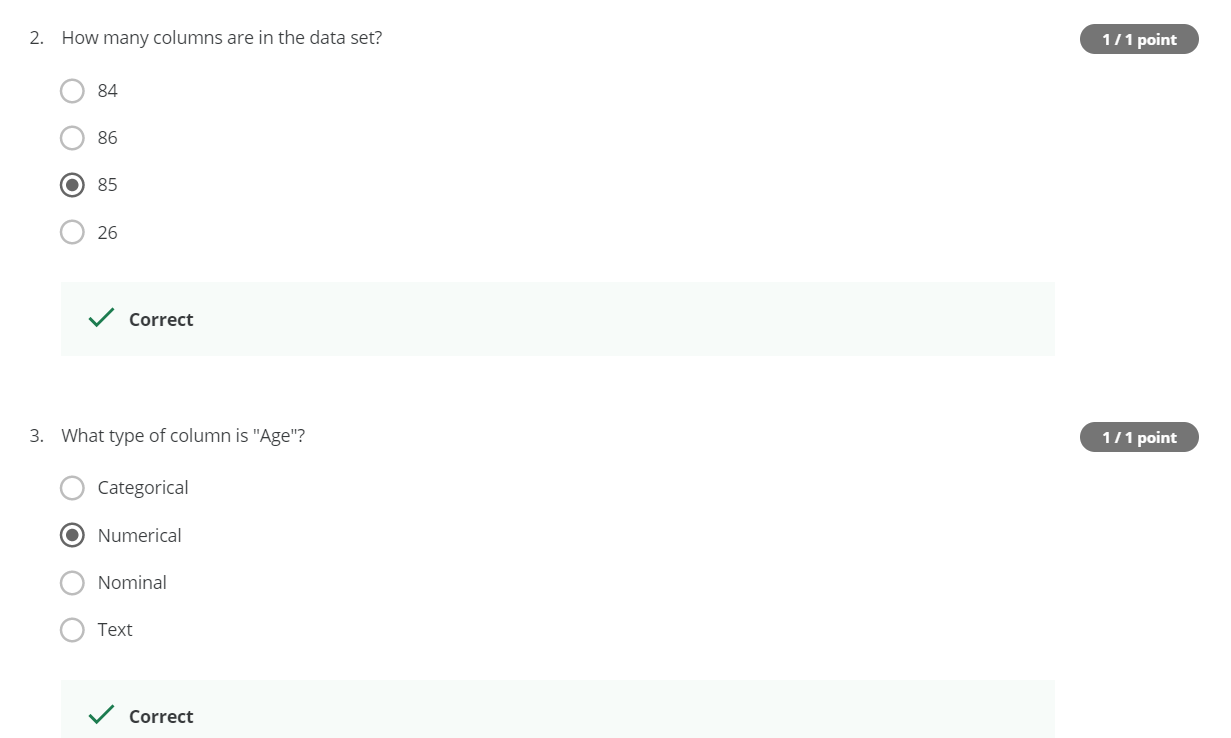 2. How many columns are in the data set?
1 / 1 point
84
86
85
26
Correct
3. What type of column is "Age"?
1 / 1 point
Categorical
Numerical
Nominal
Text
Correct